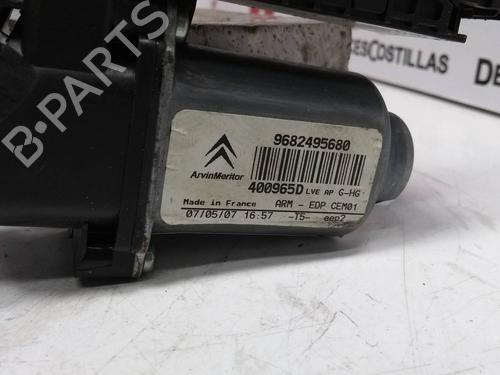 CESCOSTILLAS
DE
9682495680
ArvinMeritor
400965D LVE AP G-HG
Made in France ARM - EDP CEM01
07/05/07 16:57 -T5- eep2